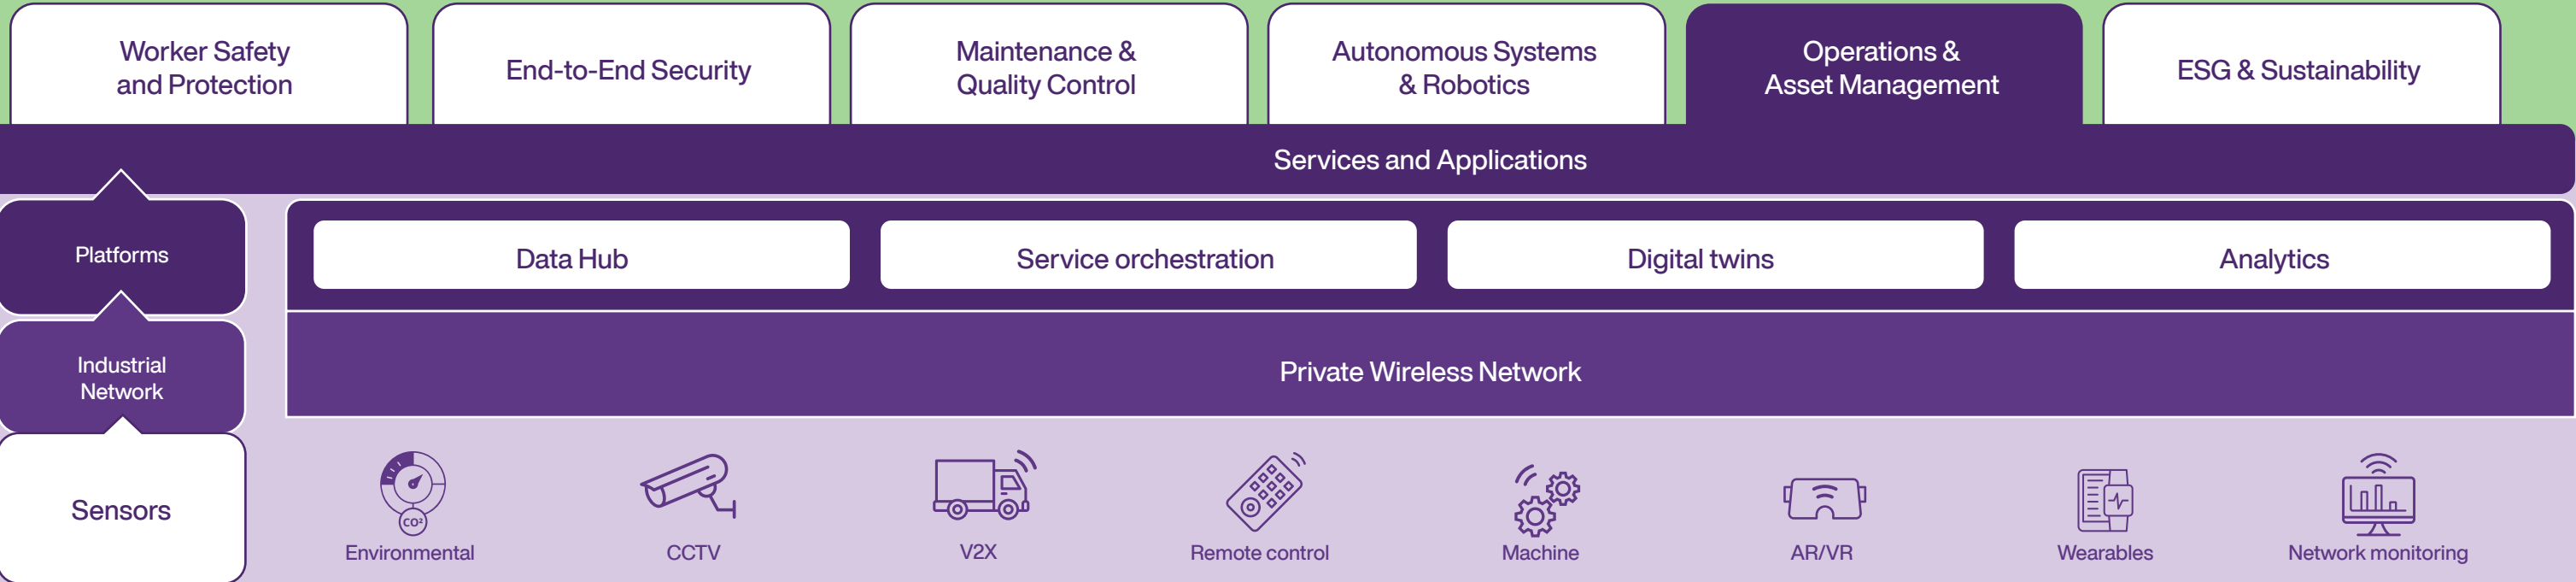 Worker Safety
and Protection
End-to-End Security
Maintenance &
Quality Control
Autonomous Systems
& Robotics
Operations &
Asset Management
ESG & Sustainability
Services and Applications
Platforms
Data Hub
Service orchestration
Digital twins
Analytics
Industrial
Network
Private Wireless Network
Sensors
CO²
Environmental
CCTV
V2X
Remote control
Machine
AR/VR
Wearables
Network monitoring